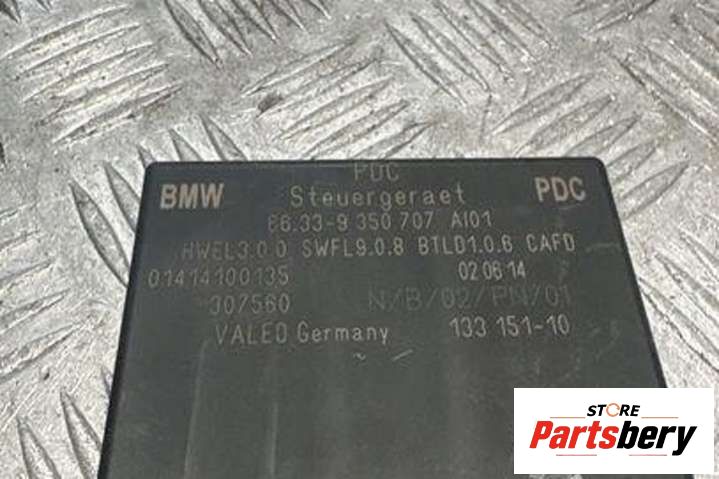 PDC
BMW Steuergeraet PDC
66.33-9 350 707 AI01
HWEL3.0.0 SWFL9.0.8 BTLD1.0.6 CAFD
01414100135 02.06.14
307560 N/B/02/PN/01
VALEO Germany 133 151-10
STORE
Partsbery